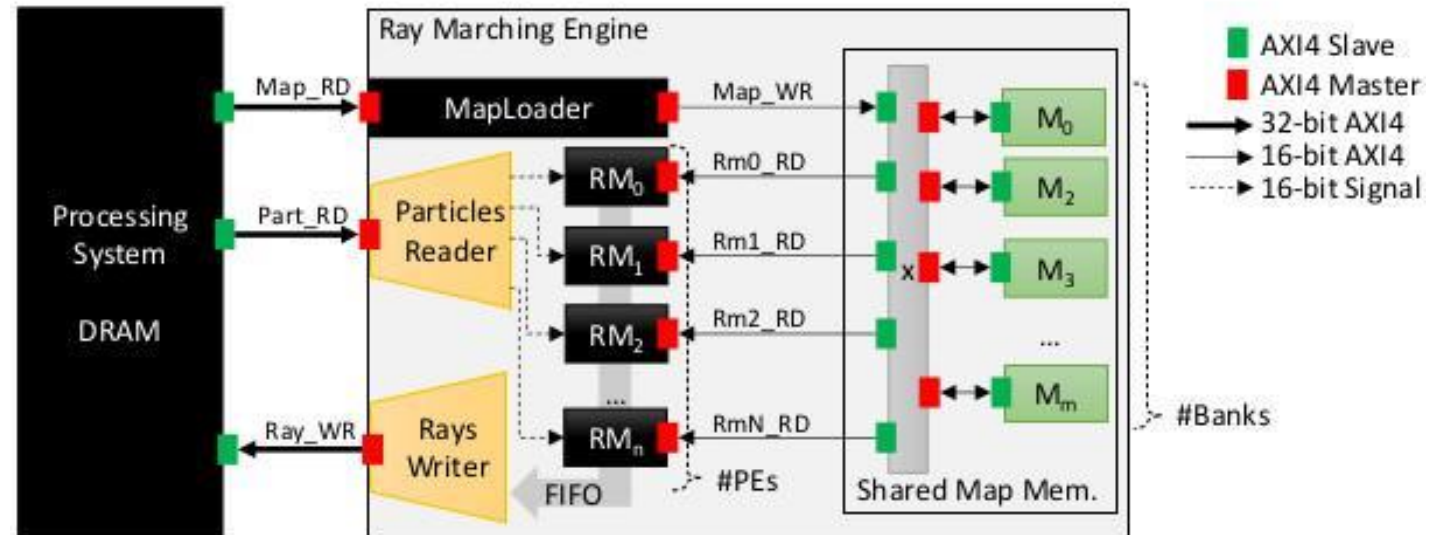 Ray Marching Engine
Processing
System
DRAM
Map_RD
MapLoader
Map_WR
Part_RD
Particles
Reader
RM0
RM1
RM2
...
RMn
Rm0_RD
Rm1_RD
Rm2_RD
RmN_RD
Ray_WR
Rays
Writer
FIFO
#PEs
x
M0
M2
M3
...
Mm
Shared Map Mem.
#Banks
AXI4 Slave
AXI4 Master
32-bit AXI4
16-bit AXI4
16-bit Signal